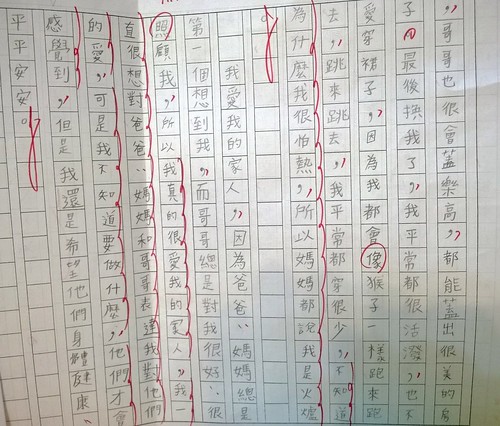 哥哥也很會蓋樂高，都能蓋出很美的房
子，最後換了我，平常都很活潑，也不
愛穿裙子，因為我，都會像猴子一樣跑來跑
去，跳來跳去，我平常都穿很少，不知道
為什麼我很怕熱，所以媽媽都說我是火爐
。
我愛我的家人，因為爸爸、媽媽總是
第一個想到我，而哥哥總是對我很好，很
照顧我，所以我真的很愛我的家人，我一
直很想對爸爸、媽媽和哥哥表達我對他們
的愛，可是我不知道要做什麼，他們才會
感覺到，但是我還是希望他們身體健康、
平平安安。